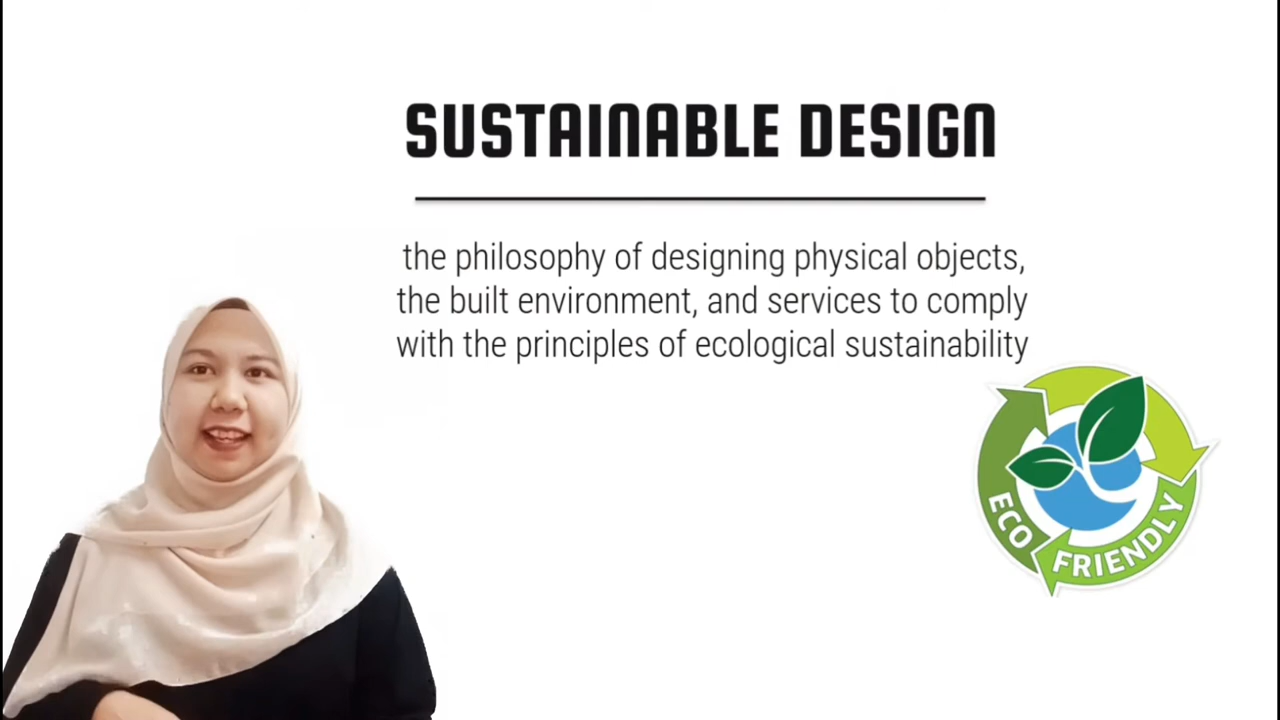 SUSTAINABLE DESIGN
the philosophy of designing physical objects,
the built environment, and services to comply
with the principles of ecological sustainability
ECO FRIENDLY